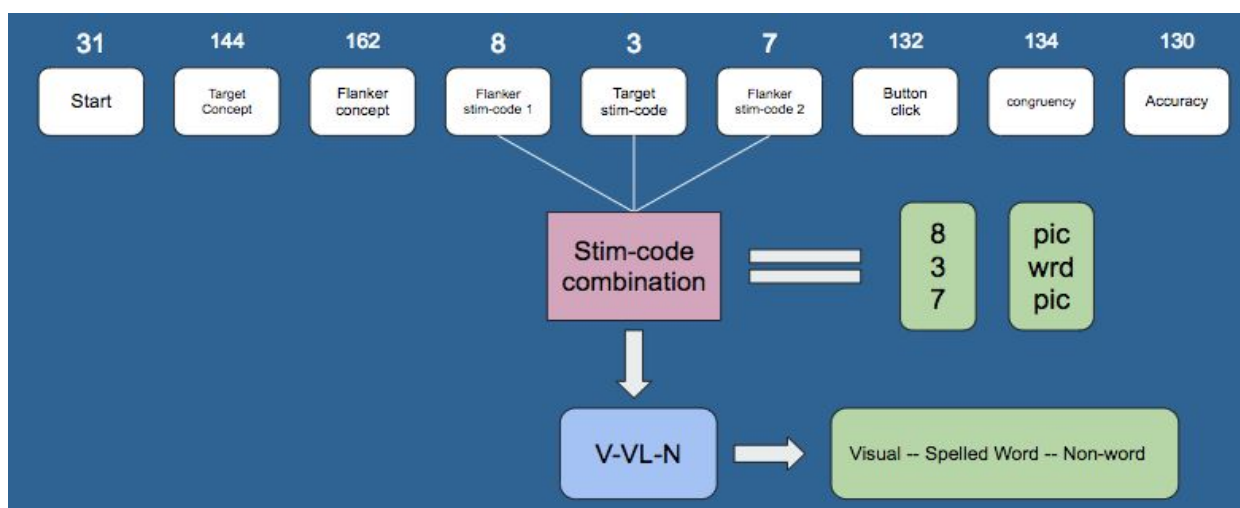 31 144 162 8 3 7 132 134 130
Start
Target
Concept
Flanker
concept
Flanker
stim-code 1
Target
stim-code
Flanker
stim-code 2
Button
click
congruency
Accuracy
Stim-code
combination
8
3
7
pic
wrd
pic
V-VL-N
Visual -- Spelled Word -- Non-word